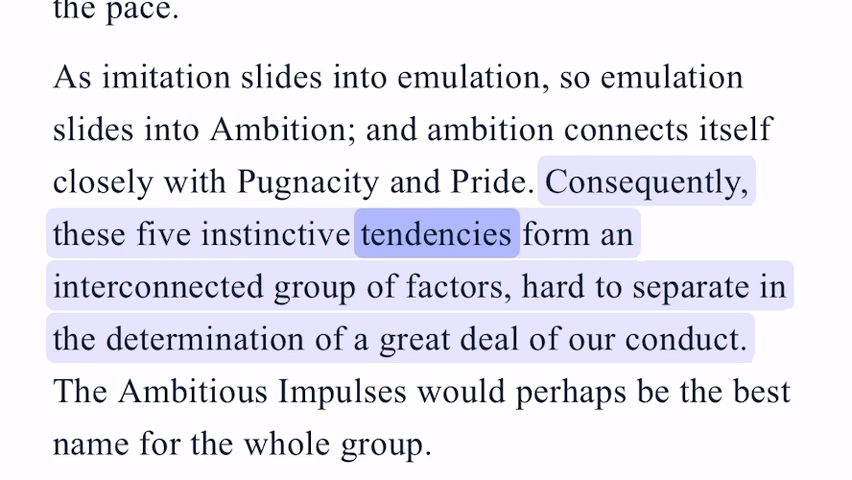 the pace.
As imitation slides into emulation, so emulation
slides into Ambition; and ambition connects itself
closely with Pugnacity and Pride. Consequently,
these five instinctive tendencies form an
interconnected group of factors, hard to separate in
the determination of a great deal of our conduct.
The Ambitious Impulses would perhaps be the best
name for the whole group.